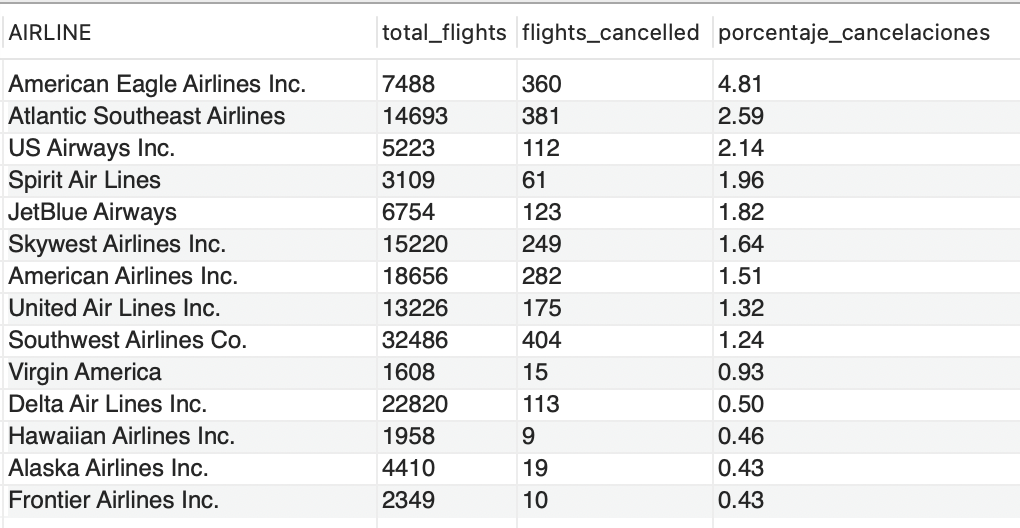 AIRLINE total_flights flights_cancelled porcentaje_cancelaciones
American Eagle Airlines Inc. 7488 360 4.81
Atlantic Southeast Airlines 14693 381 2.59
US Airways Inc. 5223 112 2.14
Spirit Air Lines 3109 61 1.96
JetBlue Airways 6754 123 1.82
Skywest Airlines Inc. 15220 249 1.64
American Airlines Inc. 18656 282 1.51
United Air Lines Inc. 13226 175 1.32
Southwest Airlines Co. 32486 404 1.24
Virgin America 1608 15 0.93
Delta Air Lines Inc. 22820 113 0.50
Hawaiian Airlines Inc. 1958 9 0.46
Alaska Airlines Inc. 4410 19 0.43
Frontier Airlines Inc. 2349 10 0.43